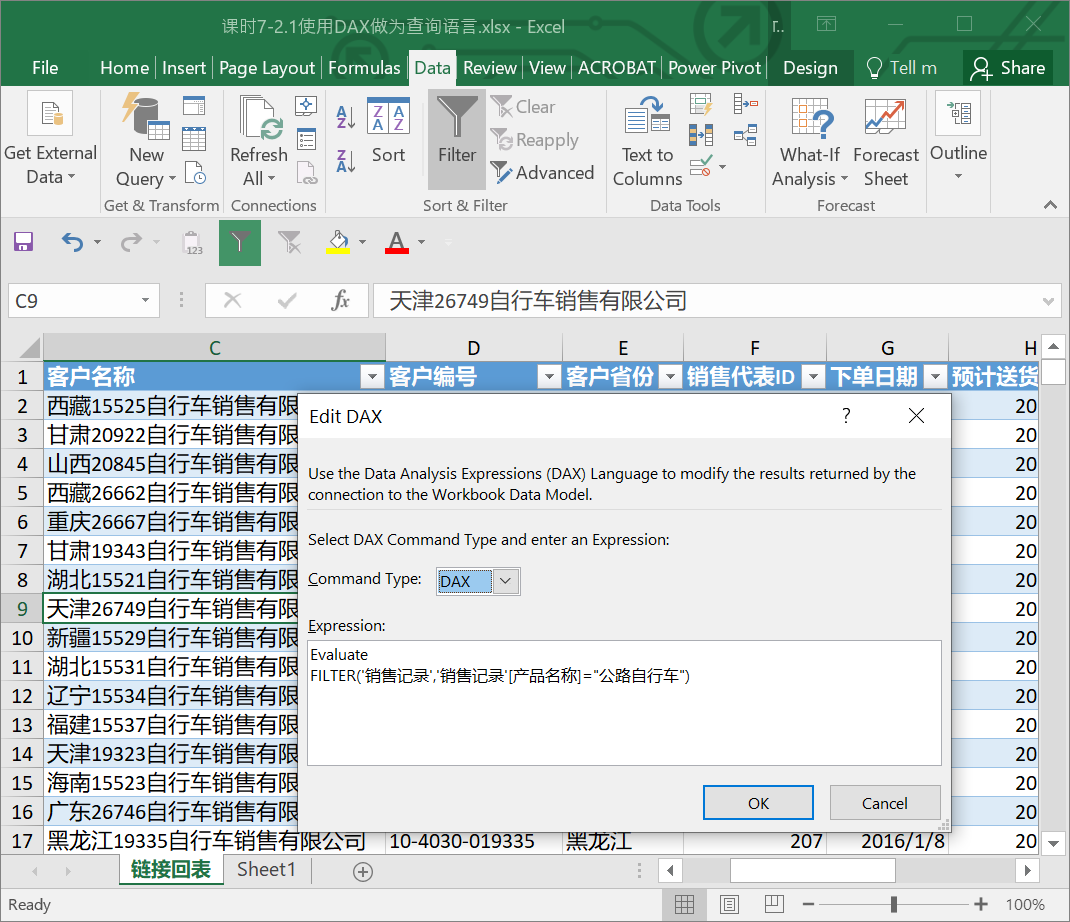 课时7-2.1使用DAX做为查询语言.xlsx - Excel
T..
File Home Insert Page Layout Formulas Data Review View ACROBAT Power Pivot Design Tell m Share
Get External Data
New Query
Refresh All
Sort
Filter
Clear
Reapply
Advanced
Text to Columns
What-If Analysis
Forecast Sheet
Outline
Get & Transform Connections Sort & Filter Data Tools Forecast
C9
fx
天津26749自行车销售有限公司
C D E F G H
1 客户名称 客户编号 客户省份 销售代表ID 下单日期 预计送货
2 西藏15525自行车销售有限 20
3 甘肃20922自行车销售有限 20
4 山西20845自行车销售有限 20
5 西藏26662自行车销售有限 20
6 重庆26667自行车销售有限 20
7 甘肃19343自行车销售有限 20
8 湖北15521自行车销售有限 20
9 天津26749自行车销售有限 20
10 新疆15529自行车销售有限 20
11 湖北15531自行车销售有限 20
12 辽宁15534自行车销售有限 20
13 福建15537自行车销售有限 20
14 天津19323自行车销售有限 20
15 海南15523自行车销售有限 20
16 广东26746自行车销售有限 20
17 黑龙江19335自行车销售有限公司 10-4030-019335 黑龙江 207 2016/1/8 20
Edit DAX
?
Use the Data Analysis Expressions (DAX) Language to modify the results returned by the
connection to the Workbook Data Model.
Select DAX Command Type and enter an Expression:
Command Type: DAX
Expression:
Evaluate
FILTER('销售记录','销售记录'[产品名称]="公路自行车")
OK Cancel
链接回表 Sheet1
Ready
100%